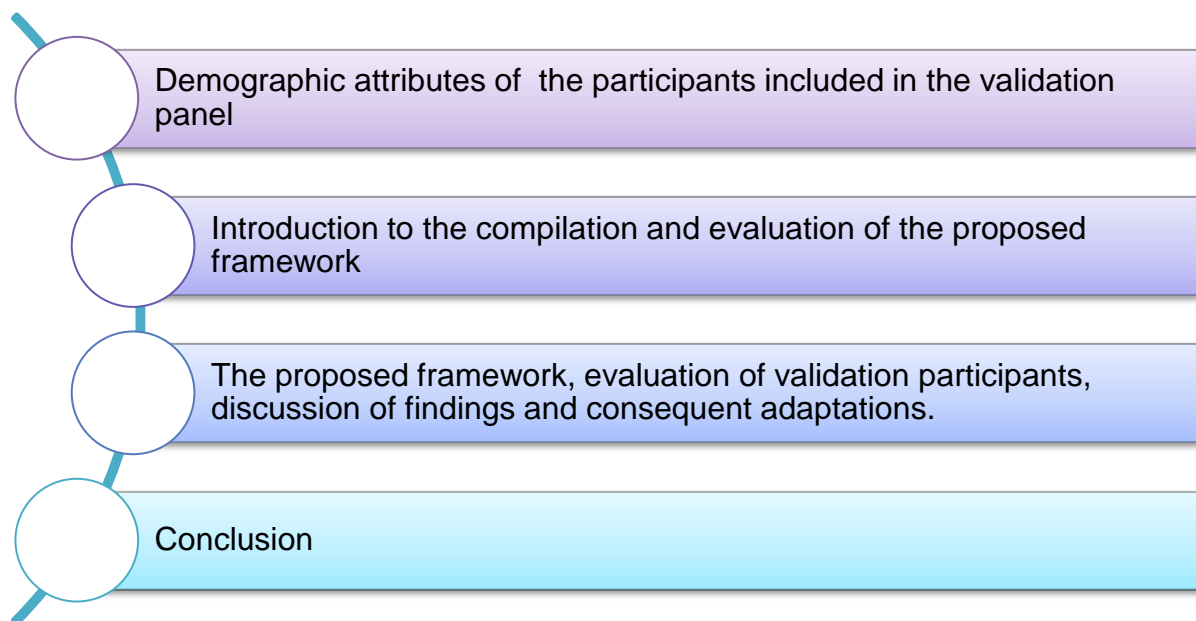 Demographic attributes of  the participants included in the validation
panel
Introduction to the compilation and evaluation of the proposed
framework
The proposed framework, evaluation of validation participants,
discussion of findings and consequent adaptations.
Conclusion